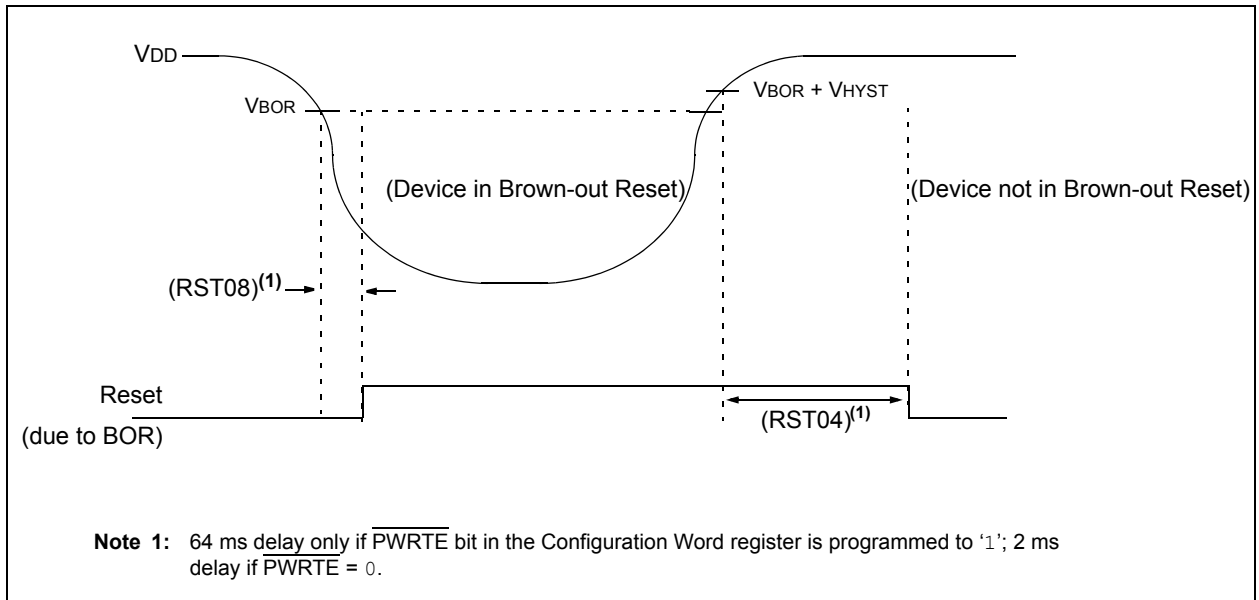 VDD
VBOR
VBOR + VHYST
(Device in Brown-out Reset)
(Device not in Brown-out Reset)
(RST08)(1)
Reset
(due to BOR)
(RST04)(1)
Note 1: 64 ms delay only if PWRTE bit in the Configuration Word register is programmed to ‘1’; 2 ms
delay if PWRTE = 0.